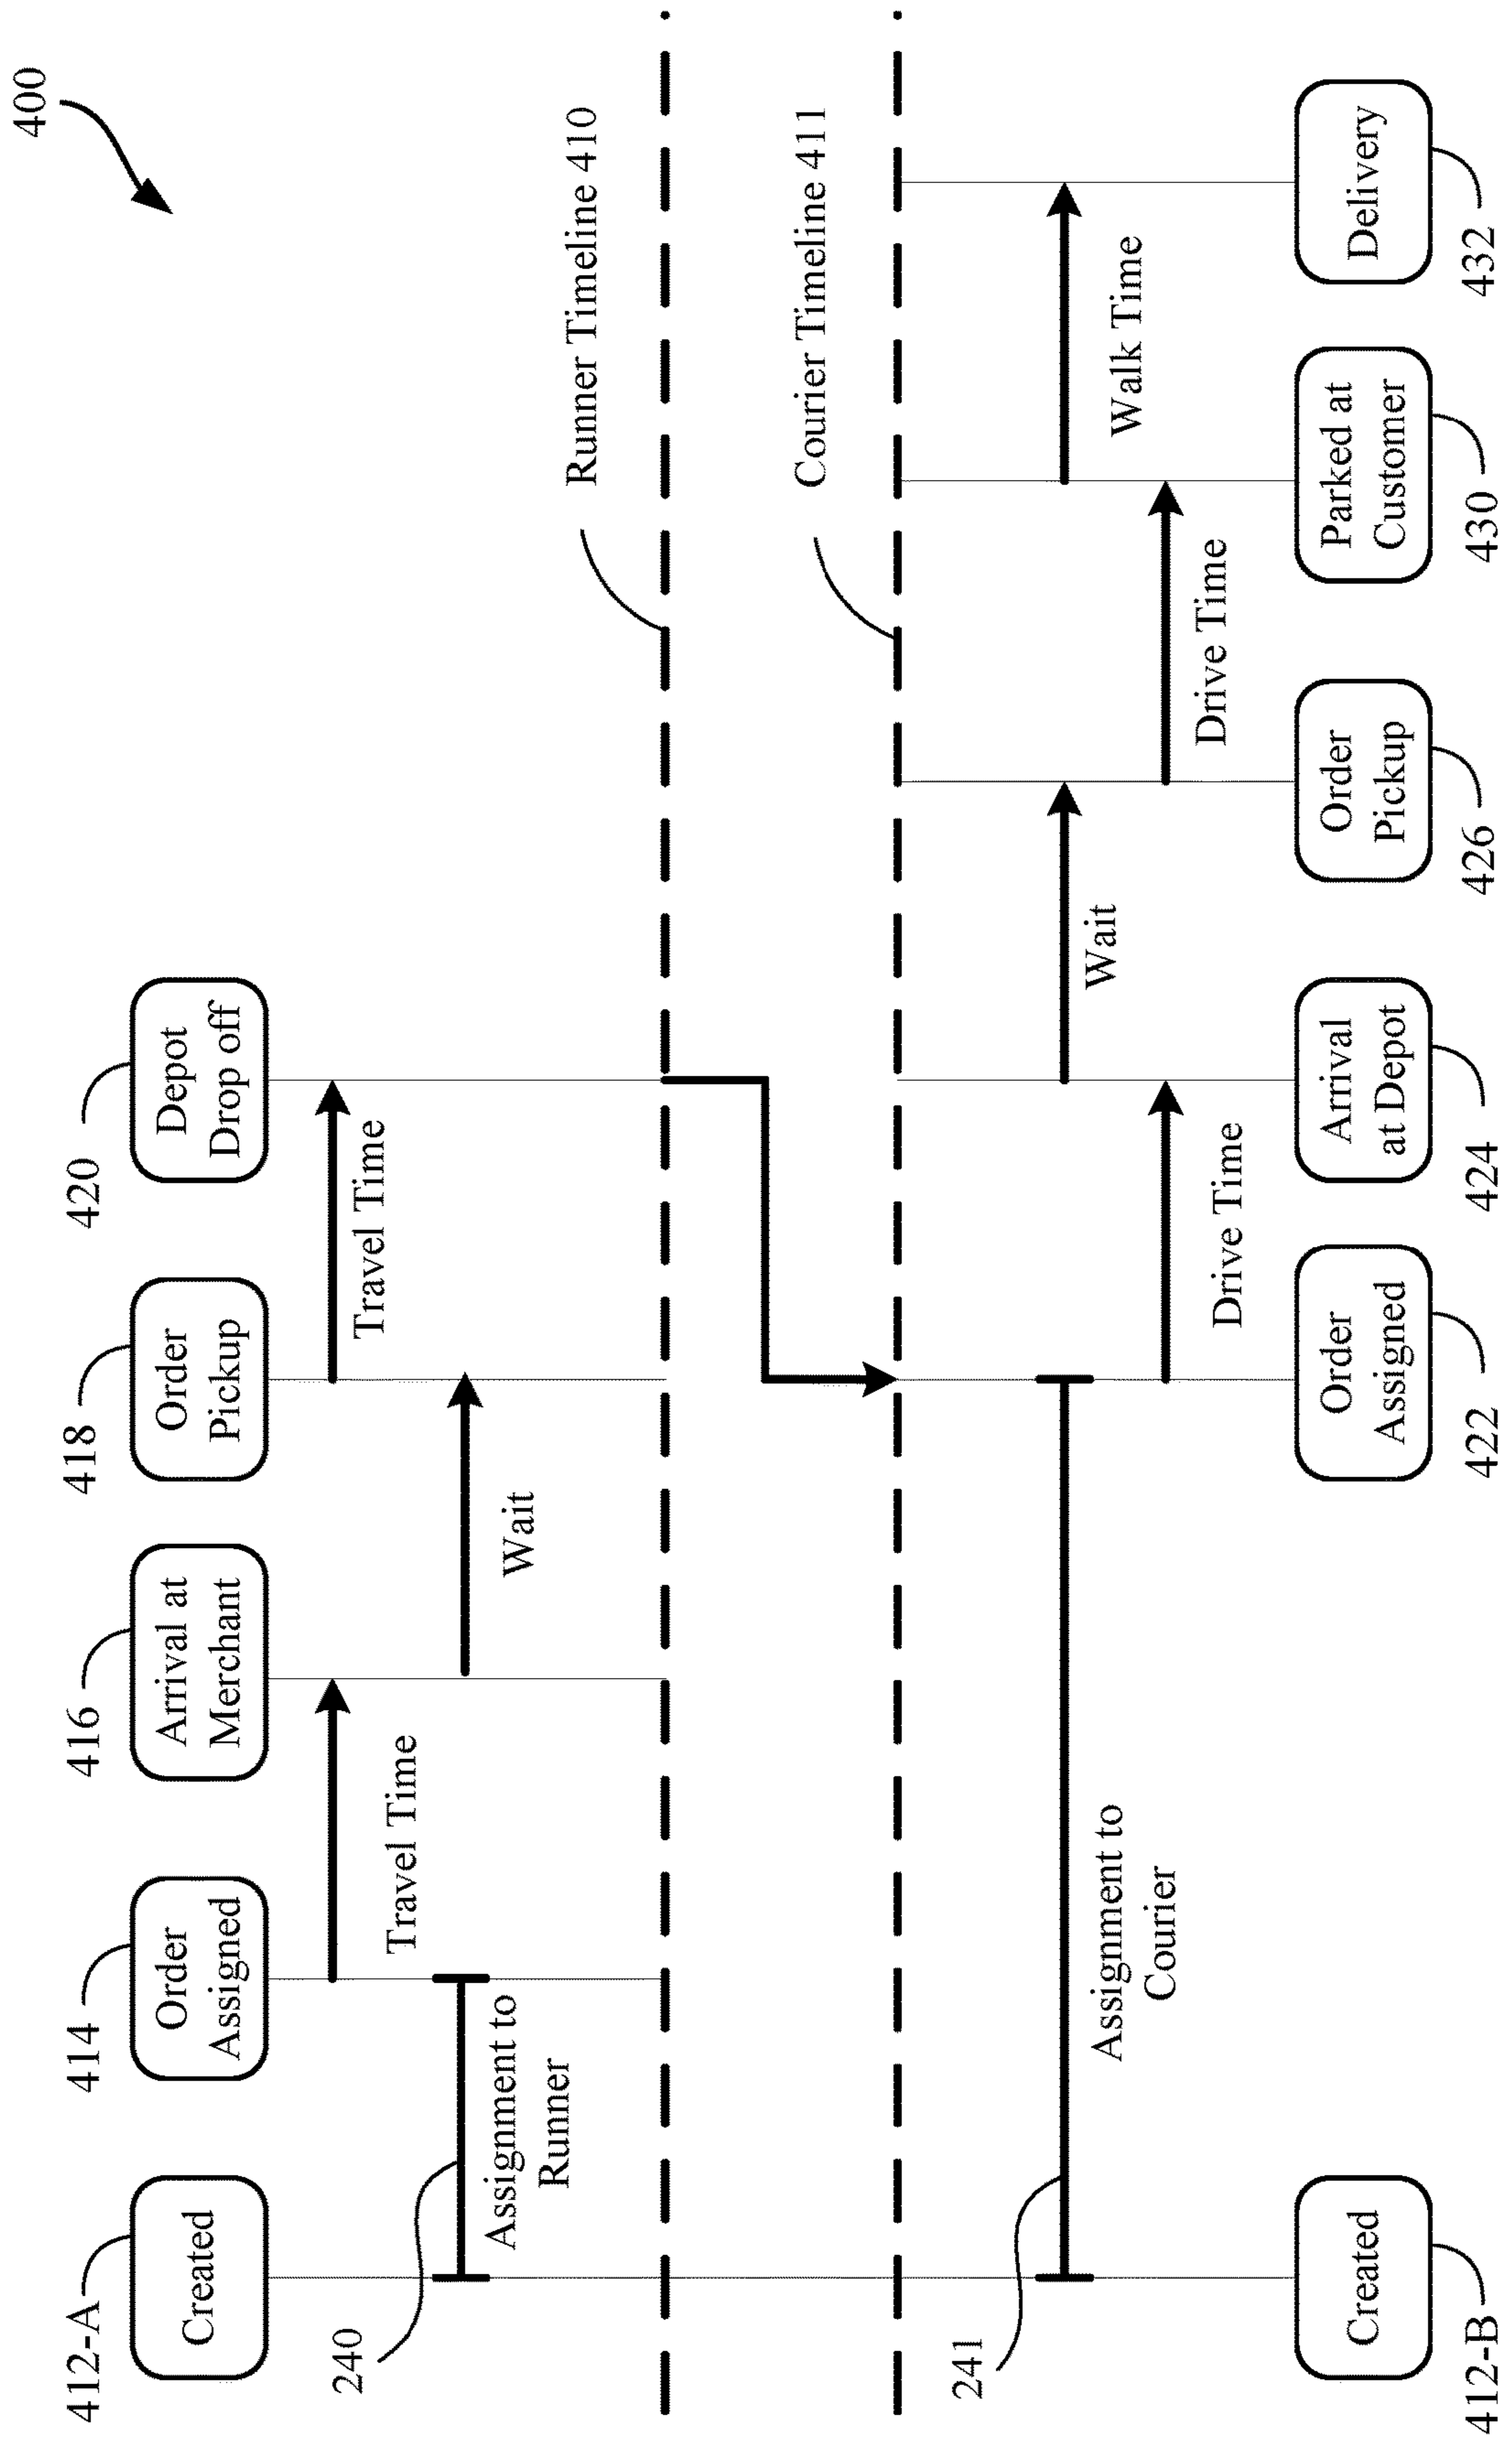 400
412-A
414
416
418
420
Created
Order
Assigned
Arrival at
Merchant
Order
Pickup
Depot
Drop off
Travel Time
Travel Time
240
Assignment to
Runner
Wait
Runner Timeline 410
Courier Timeline 411
241
Assignment to
Courier
Wait
Walk Time
Drive Time
Drive Time
Created
Order
Assigned
Arrival
at Depot
Order
Pickup
Parked at
Customer
Delivery
412-B
422
424
426
430
432